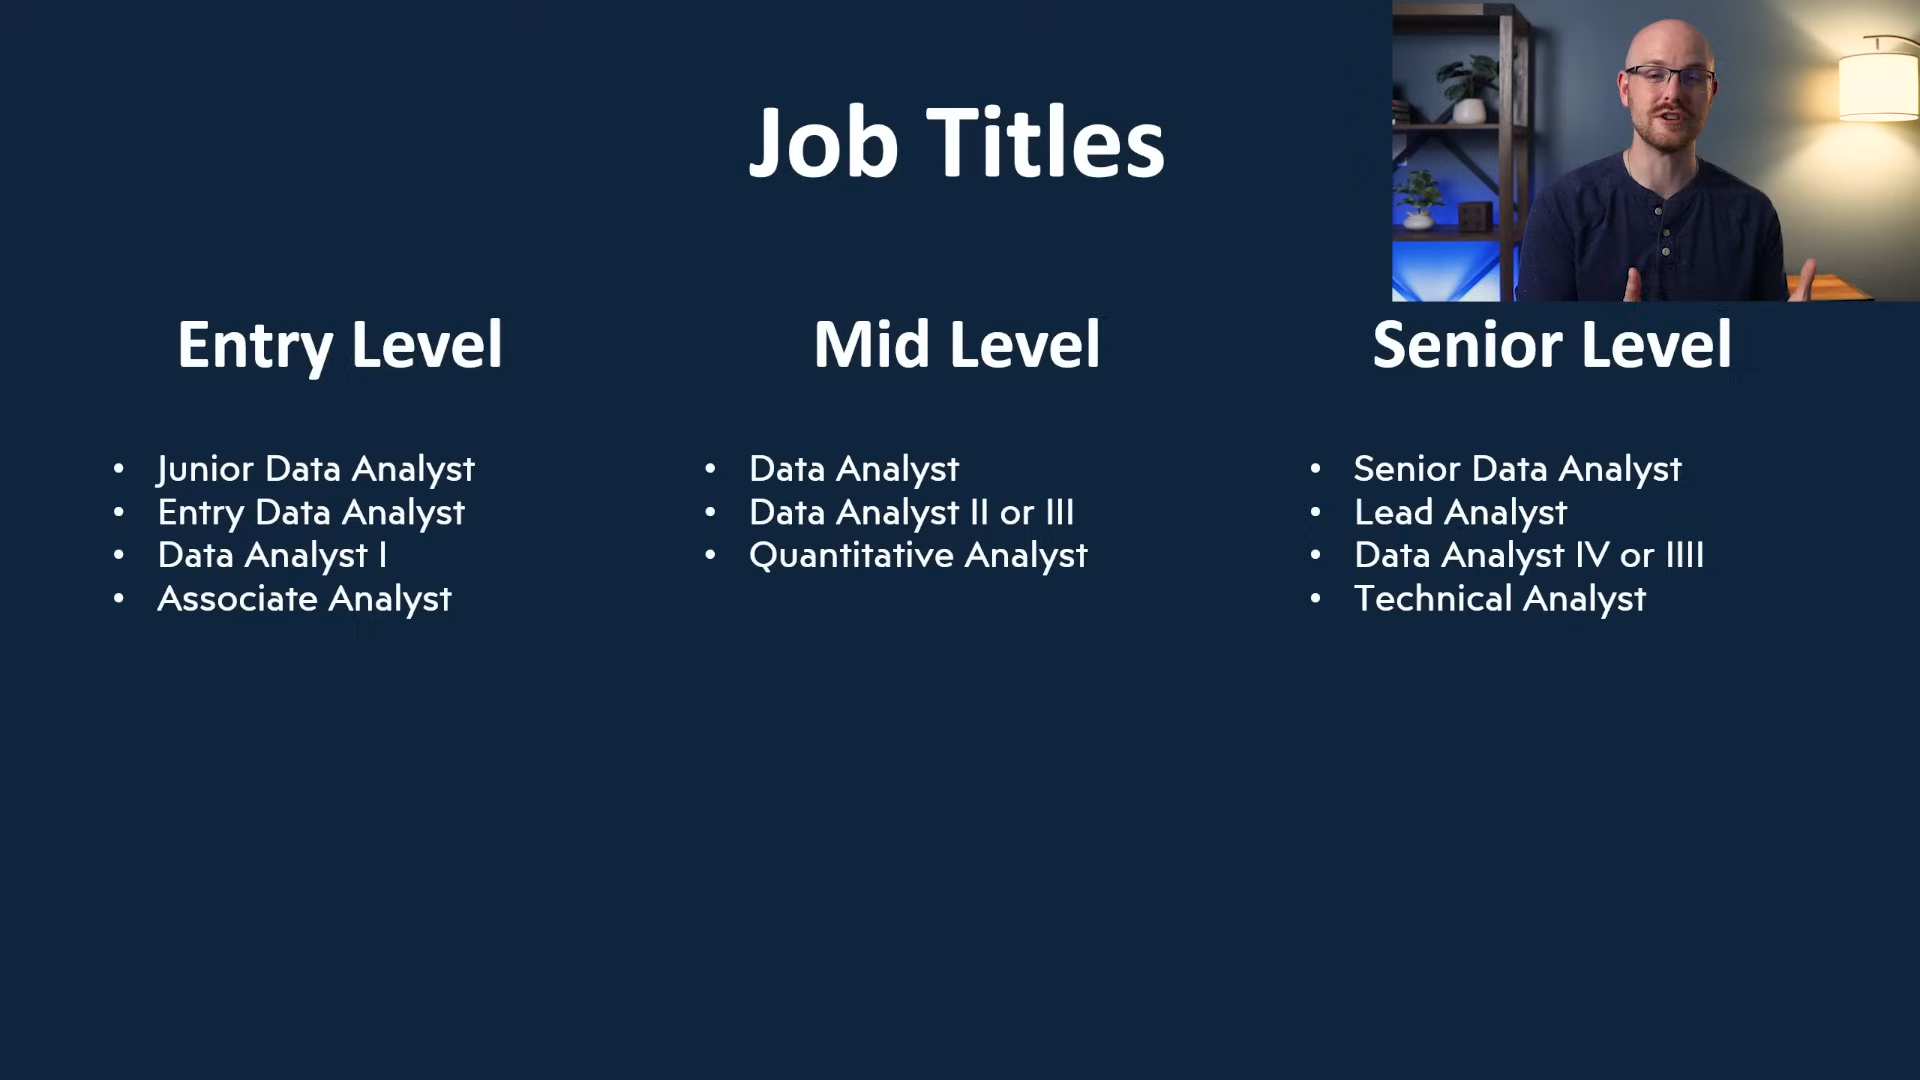 Job Titles
Entry Level
• Junior Data Analyst
• Entry Data Analyst
• Data Analyst I
• Associate Analyst
Mid Level
• Data Analyst
• Data Analyst II or III
• Quantitative Analyst
Senior Level
• Senior Data Analyst
• Lead Analyst
• Data Analyst IV or IIII
• Technical Analyst